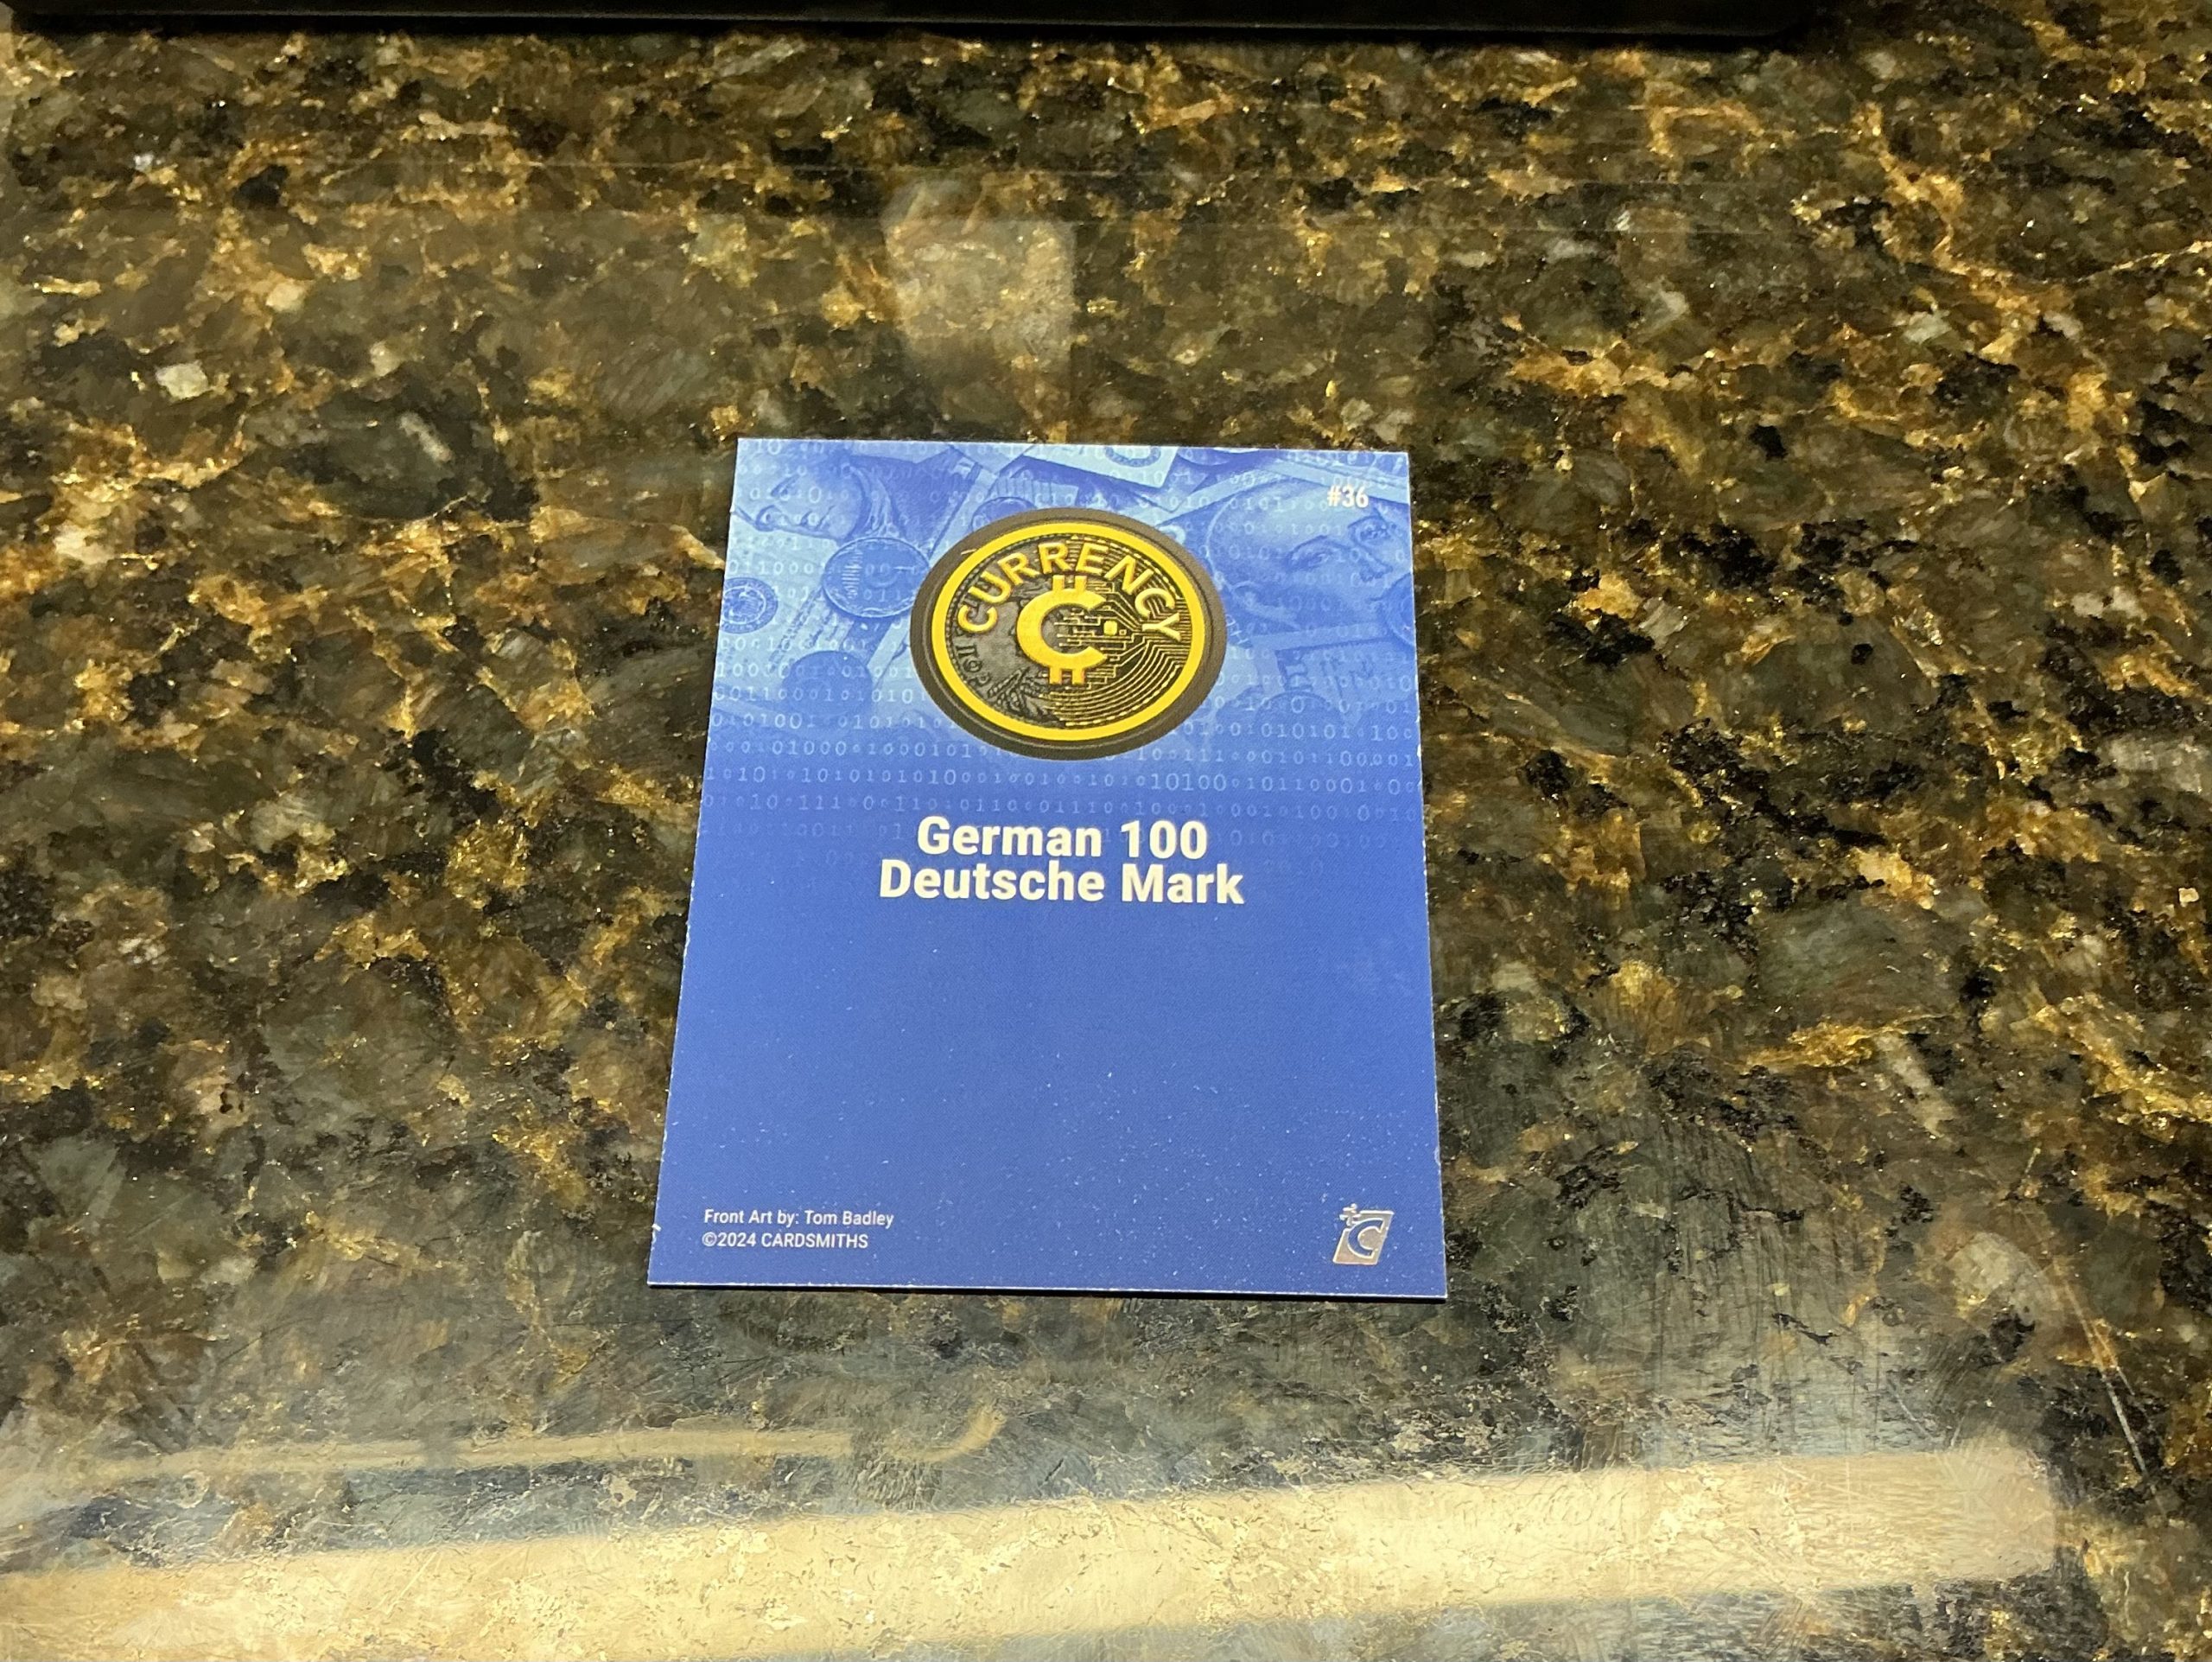 #36
CURRENCY
German 100
Deutsche Mark
Front Art by: Tom Badley
©2024 CARDSMITHS